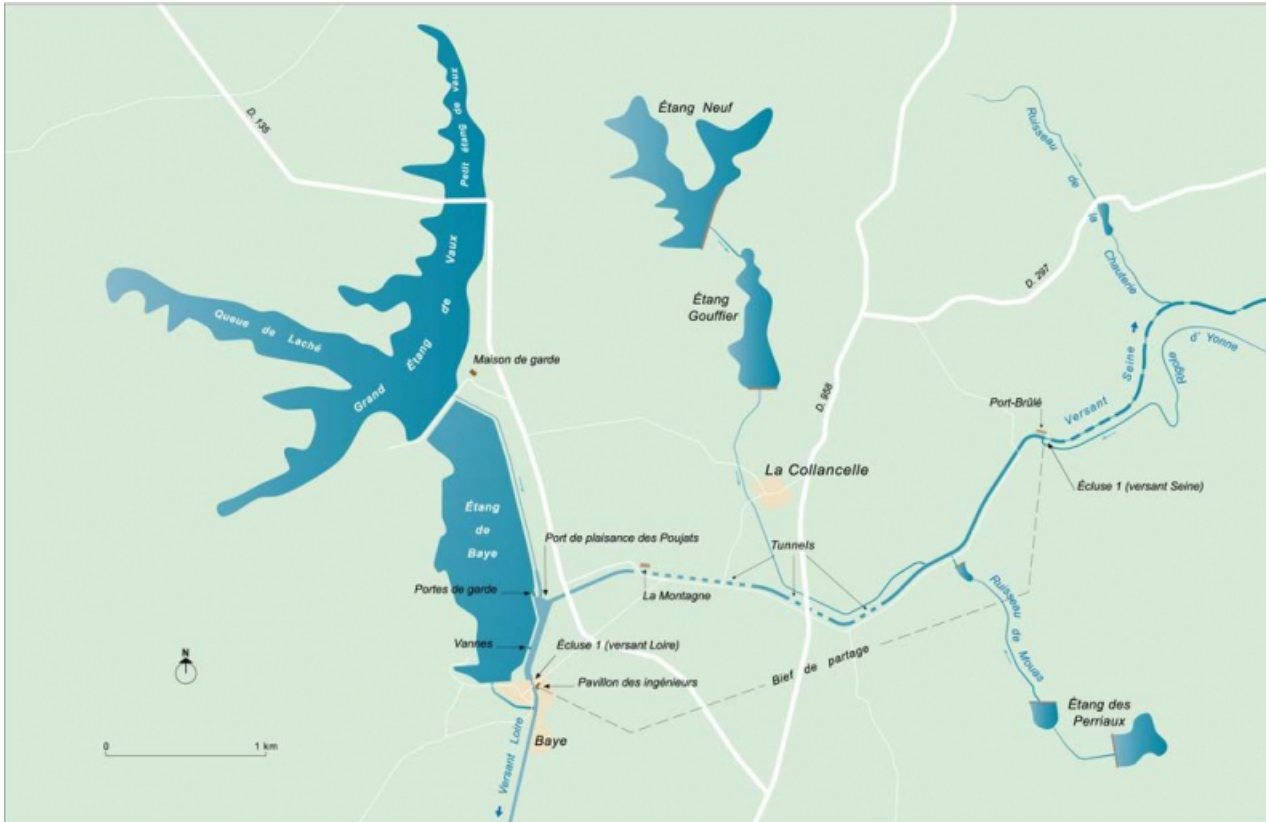 D. 135
Petit étang de vaux
Étang Neuf
Ruisseau de la Chauterie
Grand Étang de Vaux
Queue de Laché
Étang
Gouffier
D. 297
d' Yonne
Rigole
Versant Seine
Maison de garde
D. 958
Port-Brûlé
La Collancelle
Écluse 1 (versant Seine)
Étang
de
Baye
Port de plaisance des Poujats
Tunnels
Portes de garde
La Montagne
Ruisseau de Mouas
Vannes
Écluse 1 (versant Loire)
Bief de partage
N
Pavillon des ingénieurs
Étang des
Perriaux
Baye
0 1 km
Versant Loire